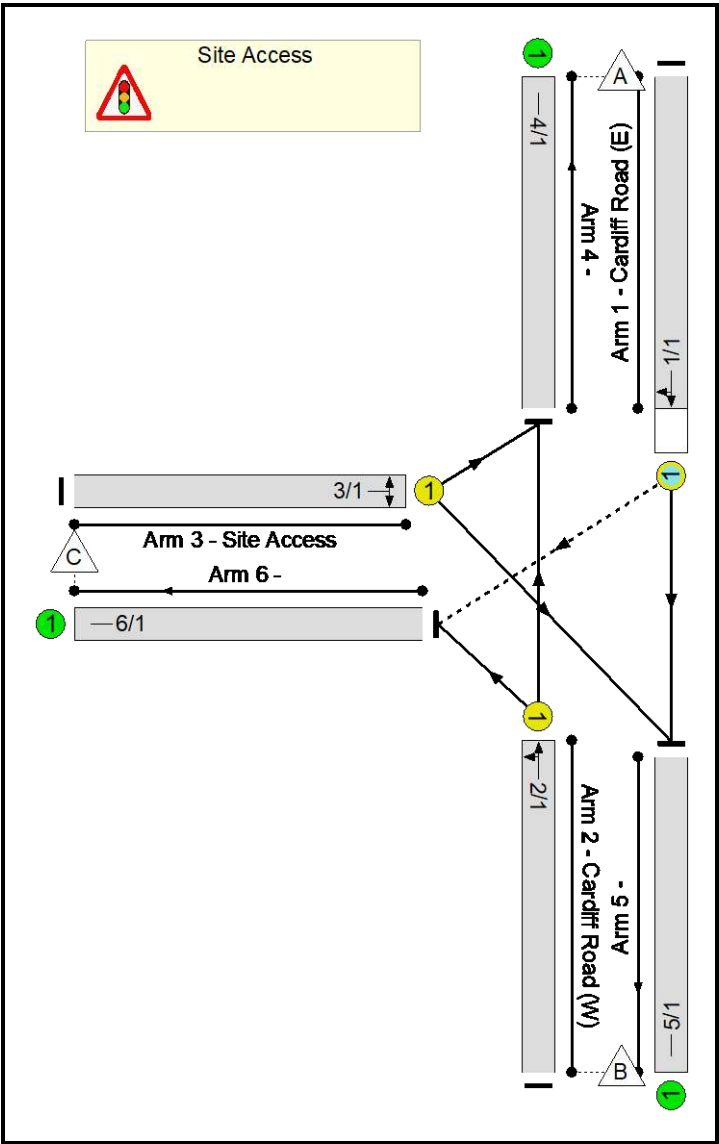 Site Access
1
A
4/1
Arm 4 -
Arm 1 - Cardiff Road (E)
1/1
3/1
1
1
Arm 3 - Site Access
C
Arm 6 -
1
6/1
1
2/1
Arm 2 - Cardiff Road (W)
Arm 5 -
5/1
B
1